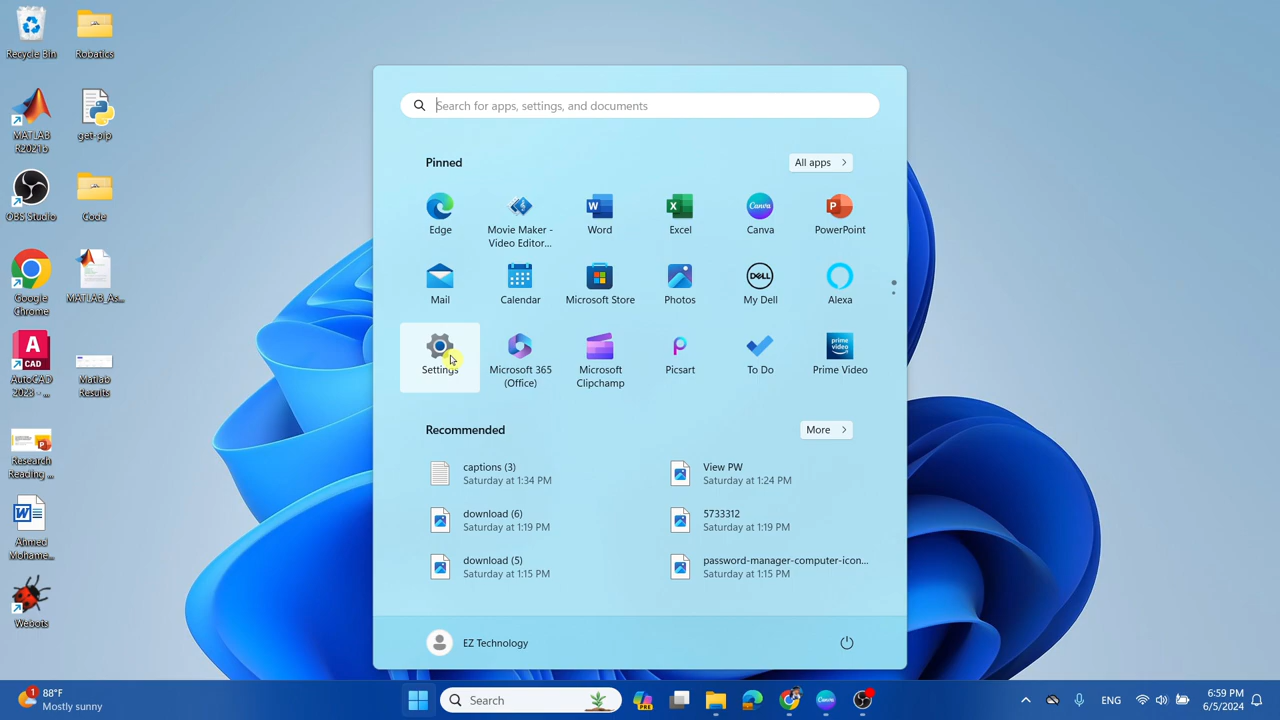 Recycle Bin
Robatics
MATLAB
R2021b
get-pip
OBS Studio
Code
Google
Chrome
MATLAB_As...
AutoCAD
2023 - ...
Matlab
Results
Research
Reading ...
Ahmed
Mohame...
Webots
Search for apps, settings, and documents
Pinned
All apps
Edge
Movie Maker -
Video Editor...
Word
Excel
Canva
PowerPoint
Mail
Calendar
Microsoft Store
Photos
My Dell
Alexa
Settings
Microsoft 365
(Office)
Microsoft
Clipchamp
Picsart
To Do
Prime Video
Recommended
More
captions (3)
Saturday at 1:34 PM
View PW
Saturday at 1:24 PM
download (6)
Saturday at 1:19 PM
5733312
Saturday at 1:19 PM
download (5)
Saturday at 1:15 PM
password-manager-computer-icon...
Saturday at 1:15 PM
EZ Technology
1
88°F
Mostly sunny
Search
PRE
ENG
6:59 PM
6/5/2024